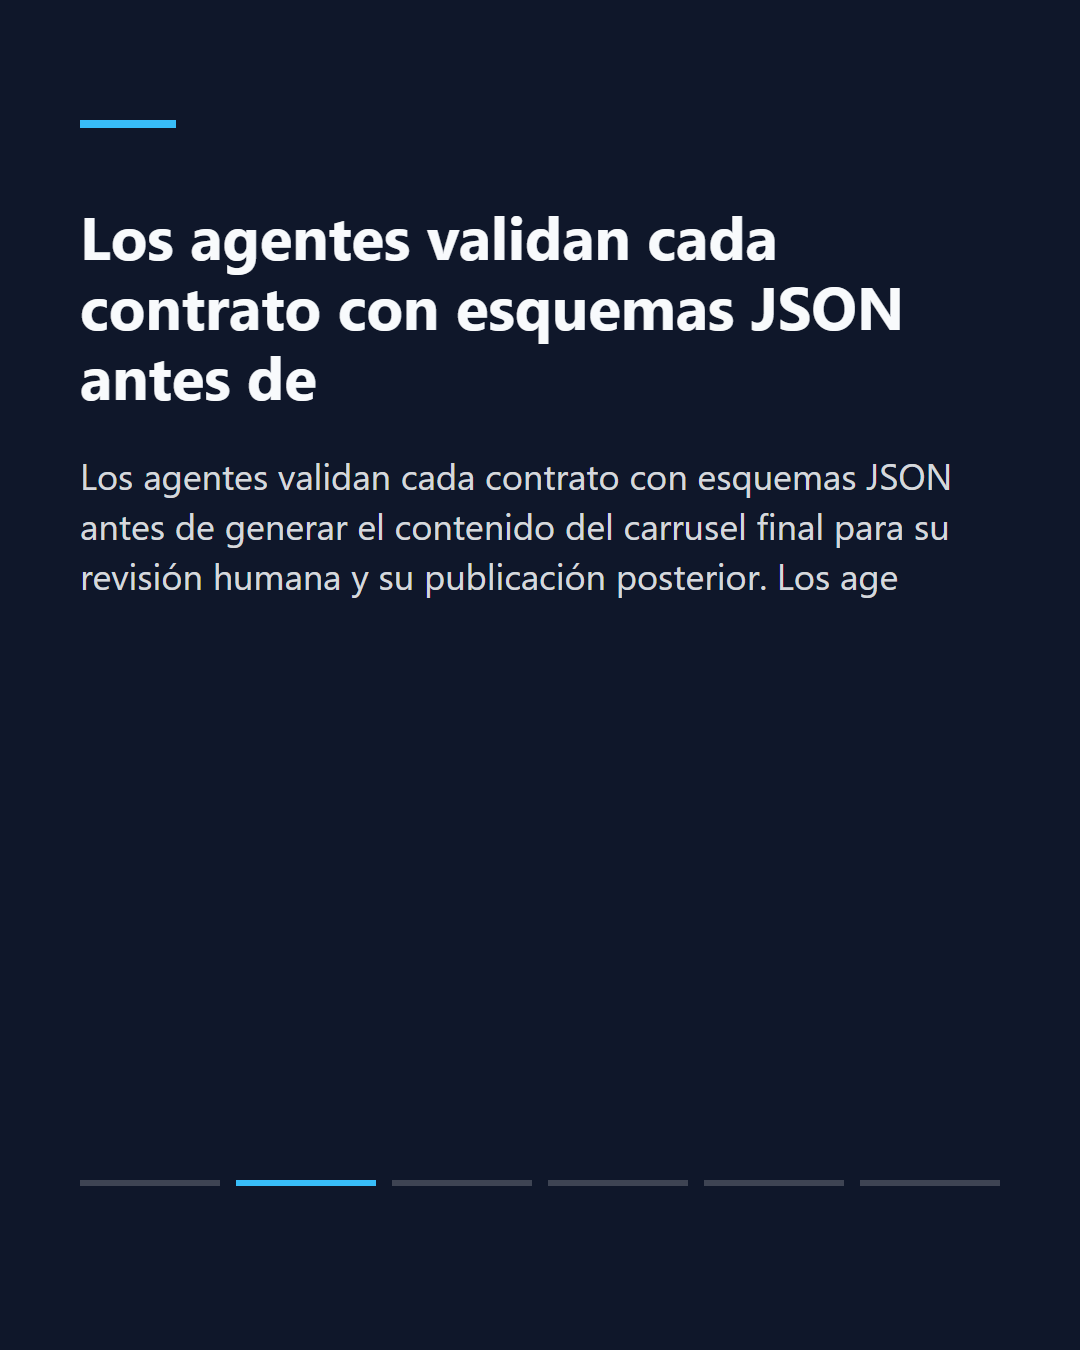 Los agentes validan cada
contrato con esquemas JSON
antes de
Los agentes validan cada contrato con esquemas JSON
antes de generar el contenido del carrusel final para su
revisión humana y su publicación posterior. Los age